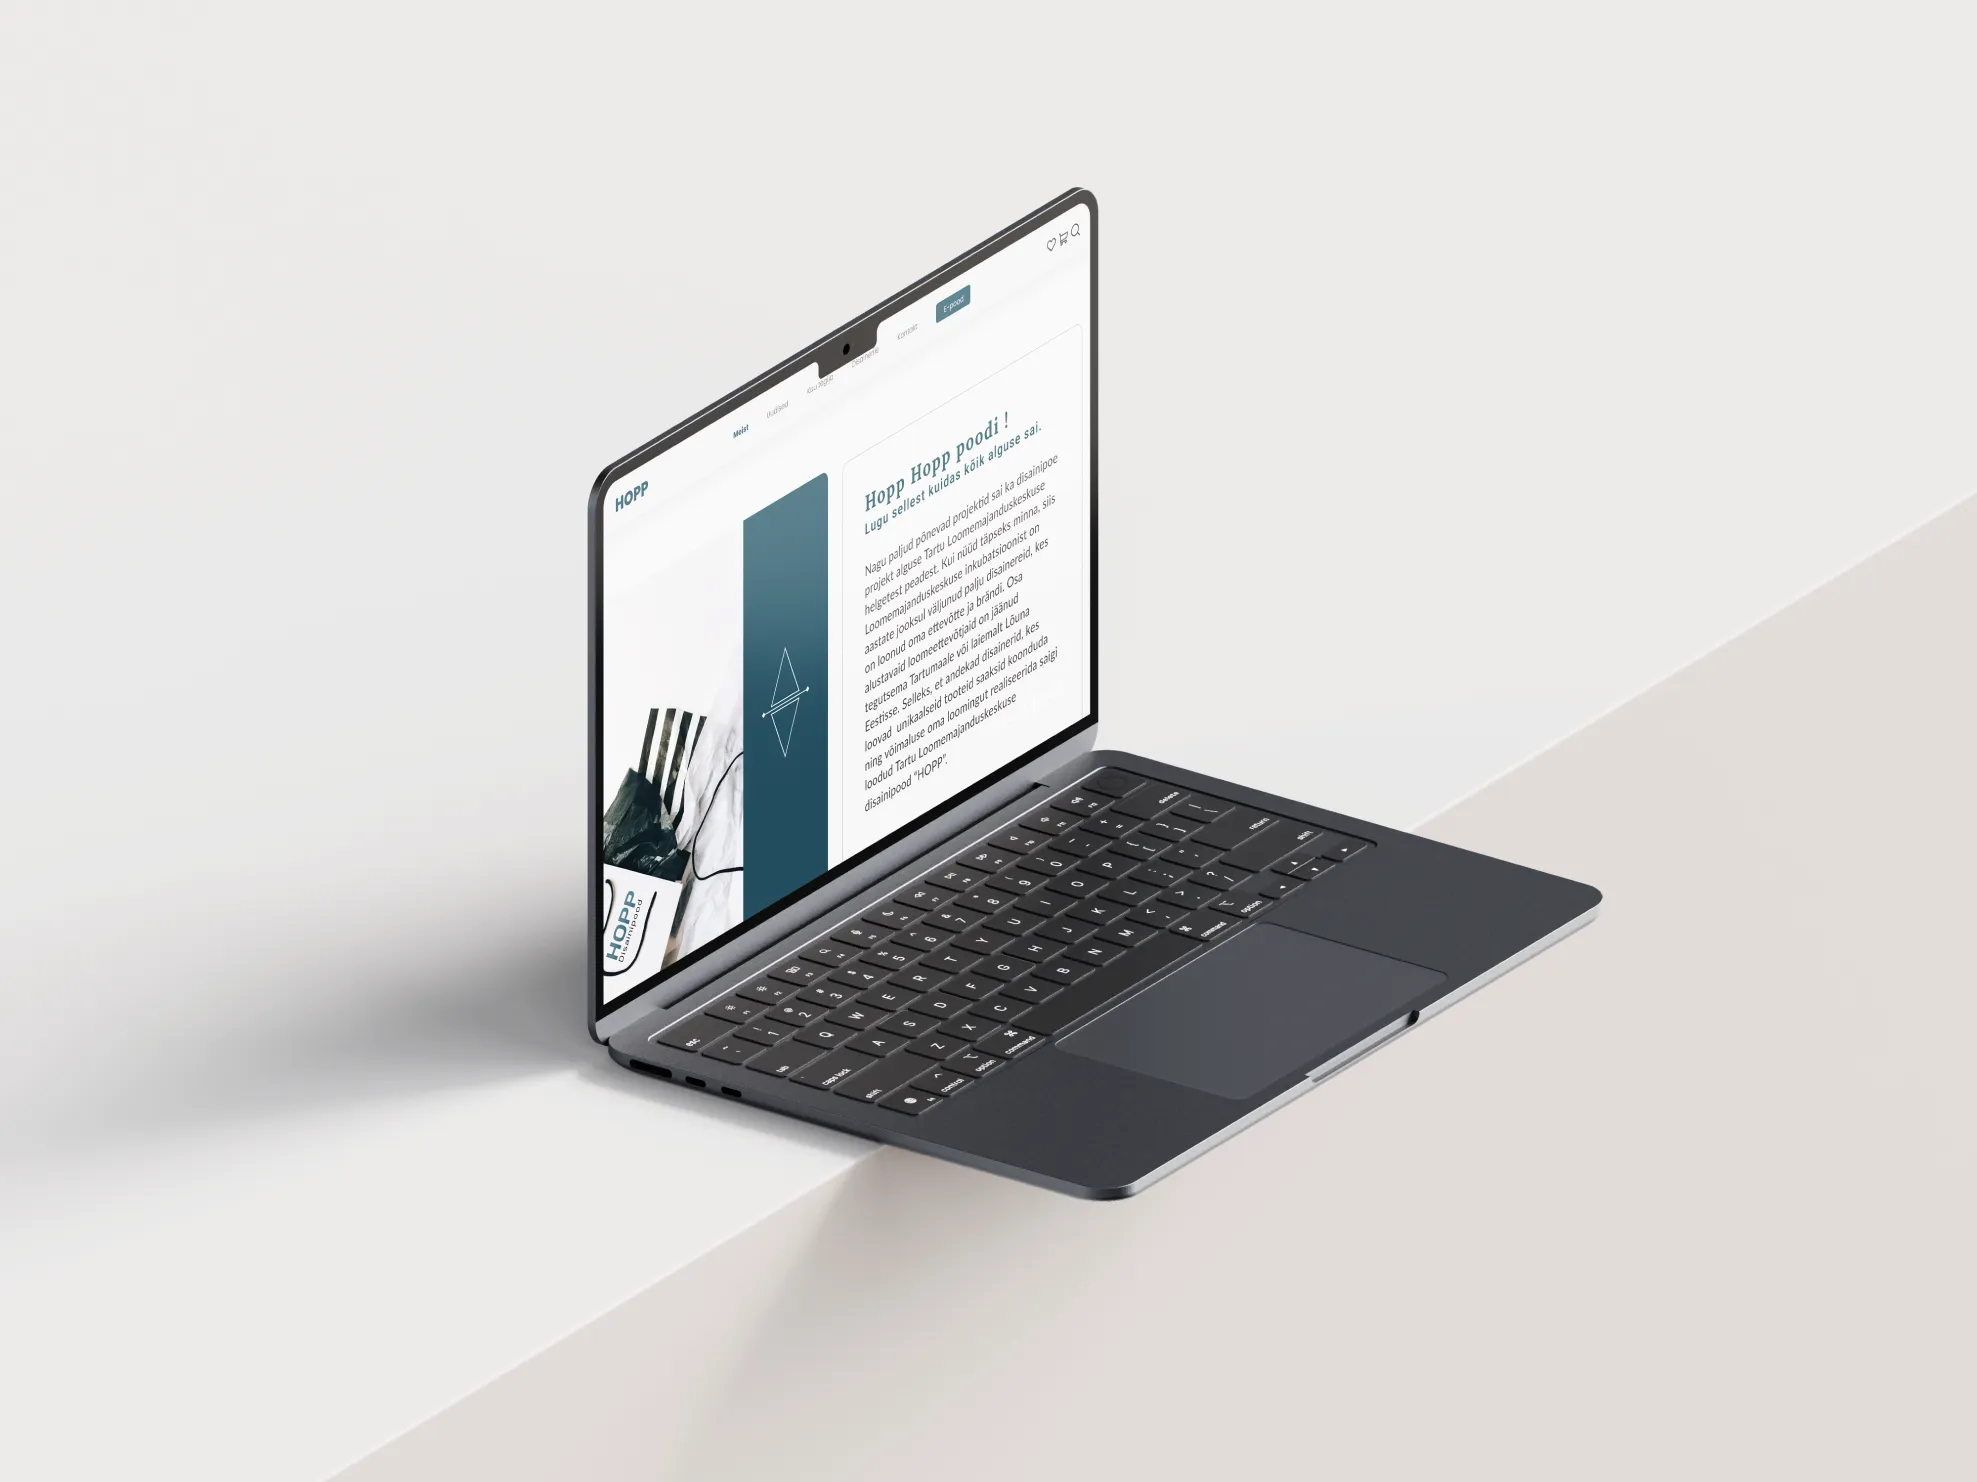 HOPP
Meist
Uudised
Kuu tegija
Disainerile
Kontakt
E-pood
Hopp Hopp poodi !
Lugu sellest kuidas kõik alguse sai.
Nagu paljud põnevad projektid sai ka disainipoe
projekt alguse Tartu Loomemajanduskeskuse
helgetest peadest. Kui nüüd täpseks minna, siis
Loomemajanduskeskuse inkubatsioonist on
aastate jooksul väljunud palju disainereid, kes
on loonud oma ettevõtte ja brändi. Osa
alustavaid loomeettevõtjaid on jäänud
tegutsema Tartumaale või laiemalt Lõuna
Eestisse. Selleks, et andekad disainerid, kes
loovad unikaalseid tooteid saaksid koonduda
ning võimaluse oma loomingut realiseerida saigi
loodud Tartu Loomemajanduskeskuse
disainipood "HOPP".
HOPP
Disainipood
esc
delete
tab
caps lock
return
shift
shift
fn
control
option
command
command
option
Q W E R T Y U I O P
A S D F G H J K L
Z X C V B N M